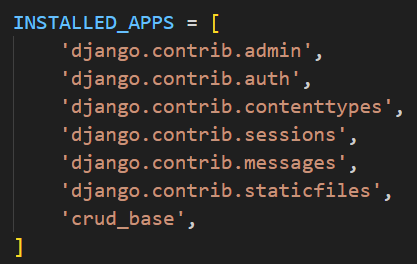 INSTALLED_APPS = [
    'django.contrib.admin',
    'django.contrib.auth',
    'django.contrib.contenttypes',
    'django.contrib.sessions',
    'django.contrib.messages',
    'django.contrib.staticfiles',
    'crud_base',
]